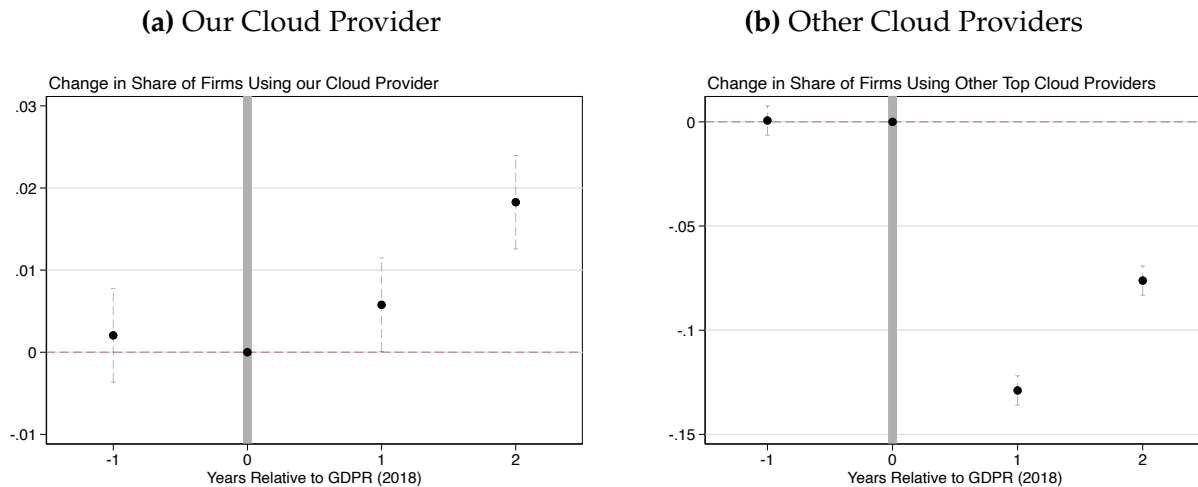 (a) Our Cloud Provider
Change in Share of Firms Using our Cloud Provider
.03
.02
.01
0
-.01
-1 0 1 2
Years Relative to GDPR (2018)
(b) Other Cloud Providers
Change in Share of Firms Using Other Top Cloud Providers
0
-.05
-.1
-.15
-1 0 1 2
Years Relative to GDPR (2018)